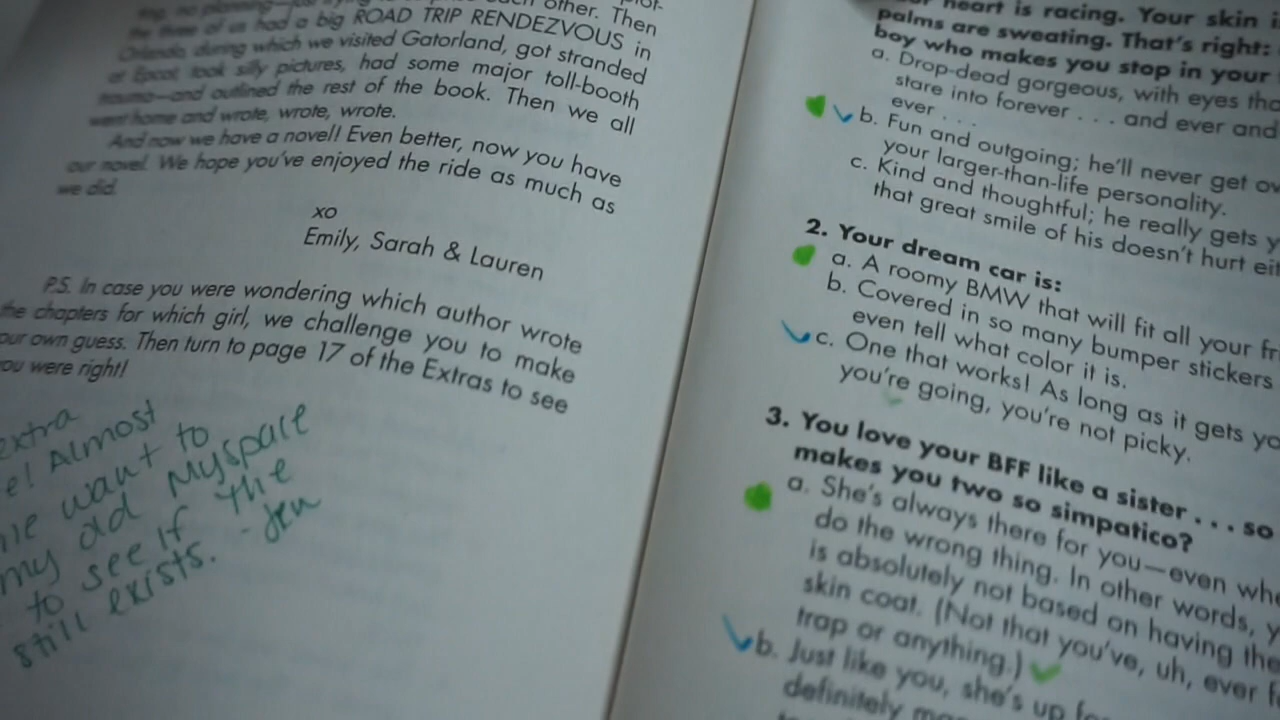 other. Then
the three of us had a big ROAD TRIP RENDEZVOUS in
Orlando, during which we visited Gatorland, got stranded
at Epcot, took silly pictures, had some major toll-booth
trauma—and outlined the rest of the book. Then we all
went home and wrote, wrote, wrote.
And now we have a novel! Even better, now you have
our novel. We hope you've enjoyed the ride as much as
we did.
xo
Emily, Sarah & Lauren
P.S. In case you were wondering which author wrote
the chapters for which girl, we challenge you to make
our own guess. Then turn to page 17 of the Extras to see
you were right!
extra
Almost
want to
my old Myspace
to see if the
still exists. - Jen
heart is racing. Your skin
palms are sweating. That's right:
boy who makes you stop in your
a. Drop-dead gorgeous, with eyes
stare into forever . . . and ever and
ever . . .
b. Fun and outgoing; he'll never get
your larger-than-life personality.
c. Kind and thoughtful; he really gets
that great smile of his doesn't hurt
2. Your dream car is:
a. A roomy BMW that will fit all your
b. Covered in so many bumper stickers
even tell what color it is.
c. One that works! As long as it gets
you're going, you're not picky.
3. You love your BFF like a sister . . . so
makes you two so simpatico?
a. She's always there for you—even
do the wrong thing. In other words,
is absolutely not based on having the
skin coat. (Not that you've, uh, ever
trap or anything.)
b. Just like you, she's up
definitely